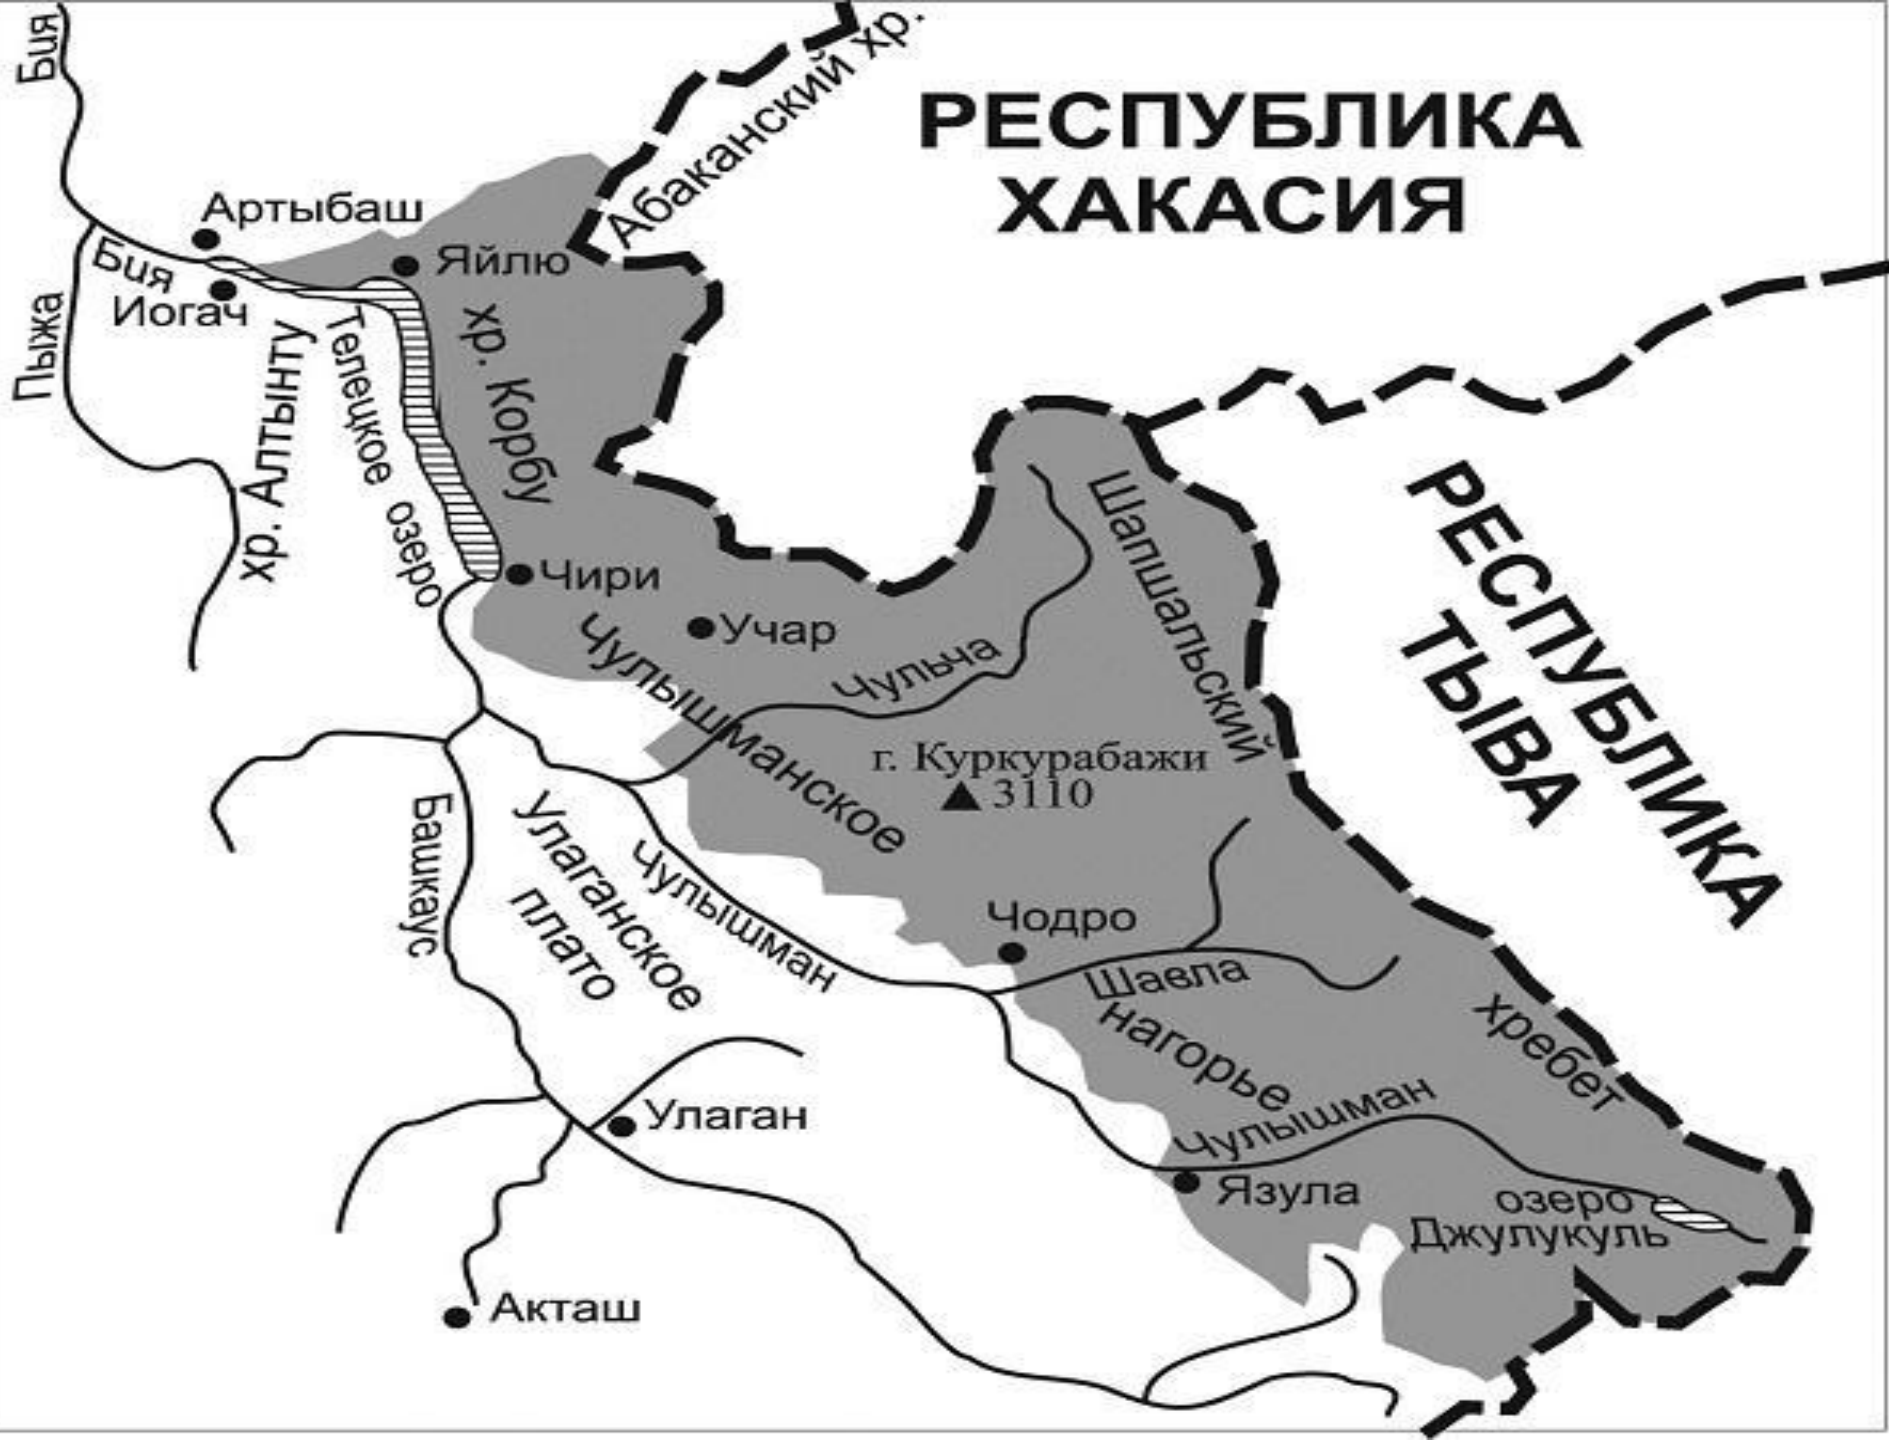 Бия
Абаканский хр.
РЕСПУБЛИКА
ХАКАСИЯ
Артыбаш
Яйлю
Бия
Иогач
Пыжа
хр. Алтынту
Телецкое озеро
хр. Корбу
Чири
Учар
Чульча
Шапшальский
хребет
РЕСПУБЛИКА
ТЫВА
Чулышманское
нагорье
г. Куркурабажи
3110
Башкаус
Улаганское
плато
Чулышман
Чодро
Шавла
Улаган
Чулышман
Язула
озеро
Джулукуль
Акташ